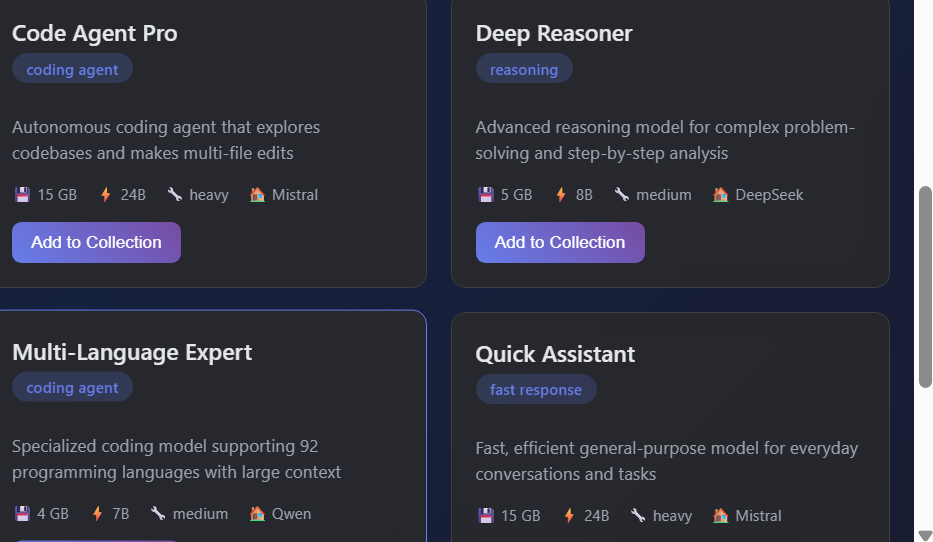 Code Agent Pro
coding agent
Autonomous coding agent that explores
codebases and makes multi-file edits
15 GB 24B heavy Mistral
Add to Collection
Deep Reasoner
reasoning
Advanced reasoning model for complex problem-
solving and step-by-step analysis
5 GB 8B medium DeepSeek
Add to Collection
Multi-Language Expert
coding agent
Specialized coding model supporting 92
programming languages with large context
4 GB 7B medium Qwen
Quick Assistant
fast response
Fast, efficient general-purpose model for everyday
conversations and tasks
15 GB 24B heavy Mistral